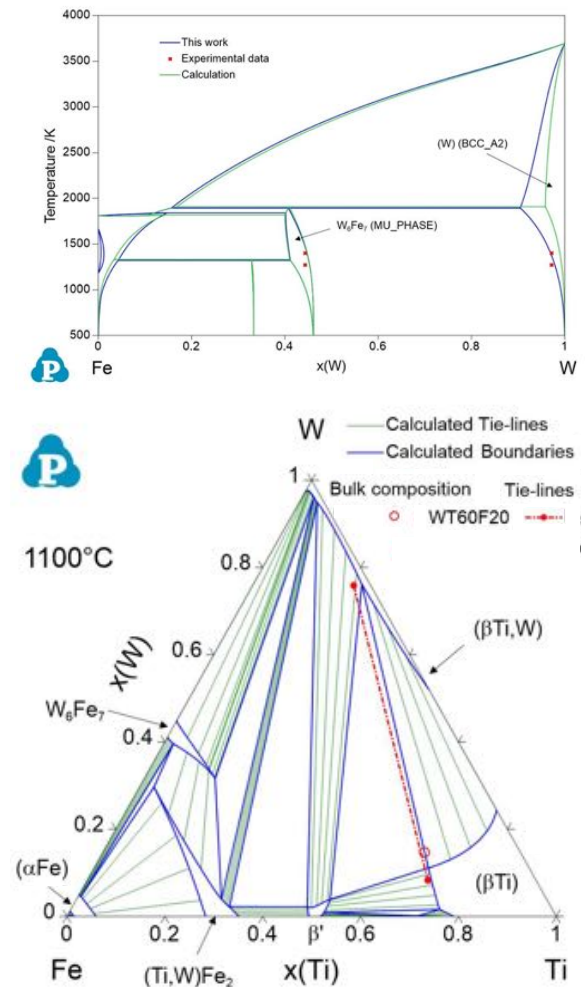 4000
3500
3000
2500
2000
1500
1000
500
Temperature /K
This work
Experimental data
Calculation
(W) (BCC_A2)
W6Fe7 (MU_PHASE)
0 0.2 0.4 0.6 0.8 1
P
Fe x(W) W
P
W
Calculated Tie-lines
Calculated Boundaries
Bulk composition Tie-lines
WT60F20
1100°C
1
0.8
0.6
0.4
0.2
0
x(W)
(βTi,W)
W6Fe7
(αFe)
(βTi)
0 0.2 0.4 β' 0.6 0.8 1
Fe (Ti,W)Fe2 x(Ti) Ti